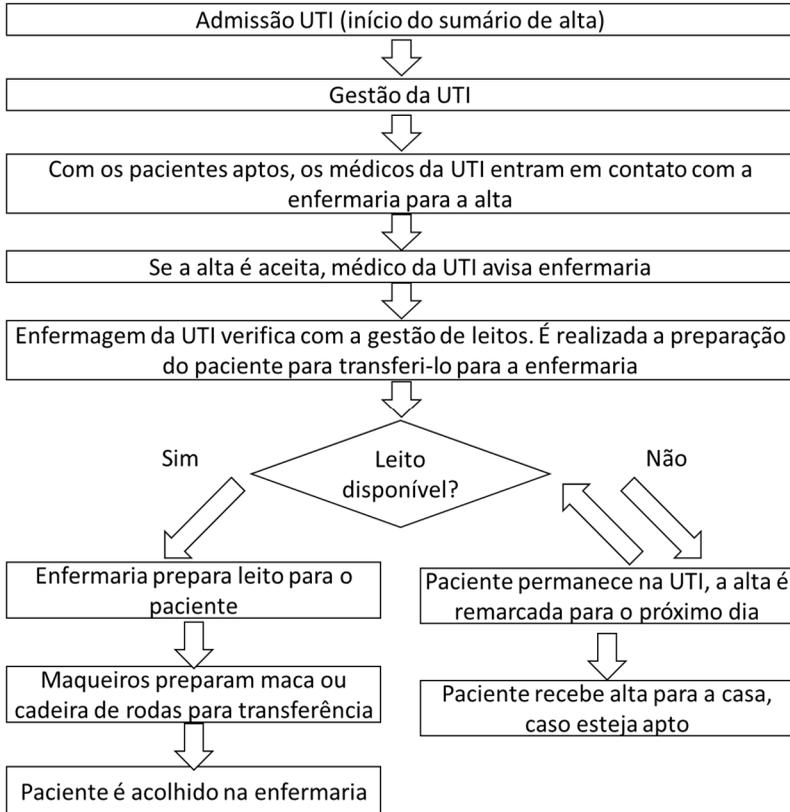 Admissão UTI (início do sumário de alta)
Gestão da UTI
Com os pacientes aptos, os médicos da UTI entram em contato com a
enfermaria para a alta
Se a alta é aceita, médico da UTI avisa enfermaria
Enfermagem da UTI verifica com a gestão de leitos. É realizada a preparação
do paciente para transferi-lo para a enfermaria
Sim
Leito
disponível?
Não
Enfermaria prepara leito para o
paciente
Maqueiros preparam maca ou
cadeira de rodas para transferência
Paciente é acolhido na enfermaria
Paciente permanece na UTI, a alta é
remarcada para o próximo dia
Paciente recebe alta para a casa,
caso esteja apto